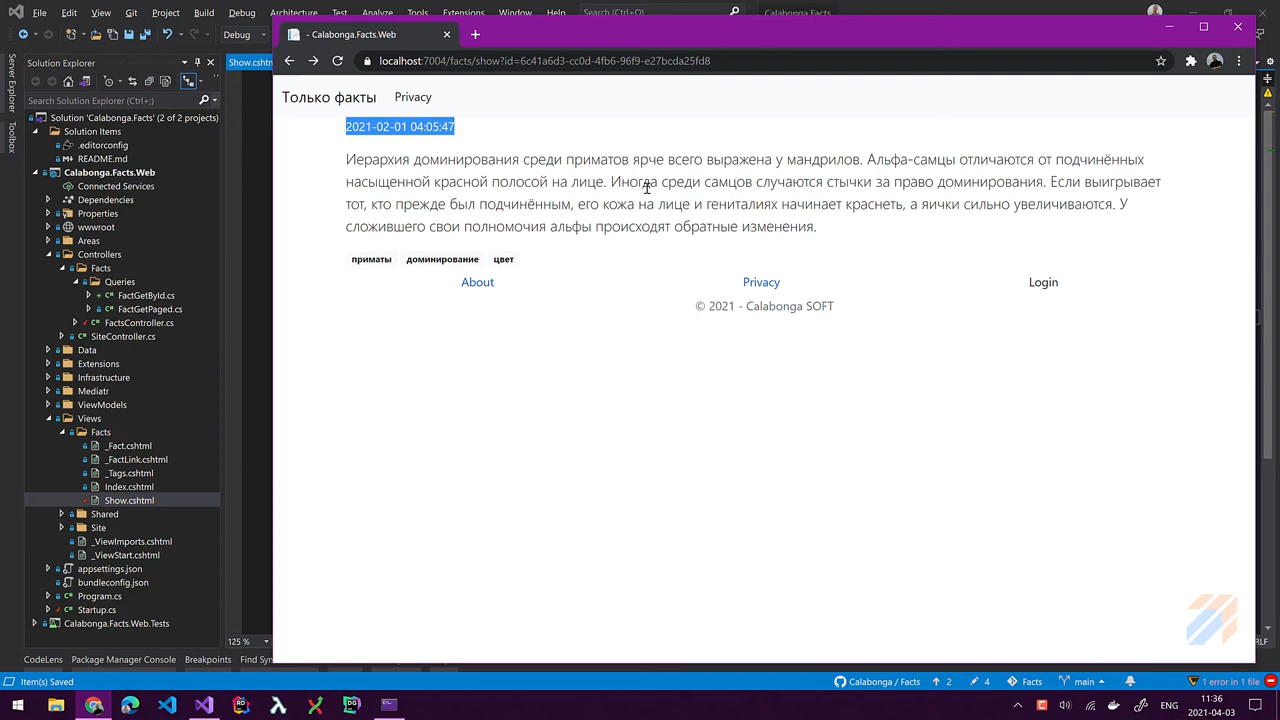 File
Extensions
Window
Help
Search
Calabonga.Facts
- Calabonga.Facts.Web
Debug
Solution Explorer
Show.cshtml
localhost:7004/facts/show?id=6c41a6d3-cc0d-4fb6-96f9-e27bcda25fd8
Server Explorer
Toolbox
Search Solution Explorer (Ctrl+;)
Только факты
Privacy
Solution 'Calabonga.Facts' (2 of 2 projects)
Solution Items
.editorconfig
README.md
Calabonga.Facts.Web
Connected Services
Dependencies
Properties
wwwroot
Areas
Controllers
Facts
Queries
FactGetById.cs
FactGetPaged.cs
FactsController.cs
SiteController.cs
Data
Extensions
Infrastructure
Mediatr
ViewModels
Views
Facts
_Fact.cshtml
_FactLink.cshtml
_Tags.cshtml
Index.cshtml
Show.cshtml
Shared
Site
_ViewImports.cshtml
_ViewStart.cshtml
appsettings.json
bundleconfig.json
Program.cs
Startup.cs
Calabonga.Facts.Web.Tests
2021-02-01 04:05:47
Иерархия доминирования среди приматов ярче всего выражена у мандрилов. Альфа-самцы отличаются от подчинённых
насыщенной красной полосой на лице. Иногда среди самцов случаются стычки за право доминирования. Если выигрывает
тот, кто прежде был подчинённым, его кожа на лице и гениталиях начинает краснеть, а яички сильно увеличиваются. У
сложившего свои полномочия альфы происходят обратные изменения.
приматы доминирование цвет
About
Privacy
Login
© 2021 - Calabonga SOFT
125 %
CodeLens Package Manager Console Breakpoints Find Sym
Item(s) Saved
Calabonga / Facts
2
4
Facts
main
1 error in 1 file
ENG
11:36
2021-04-03